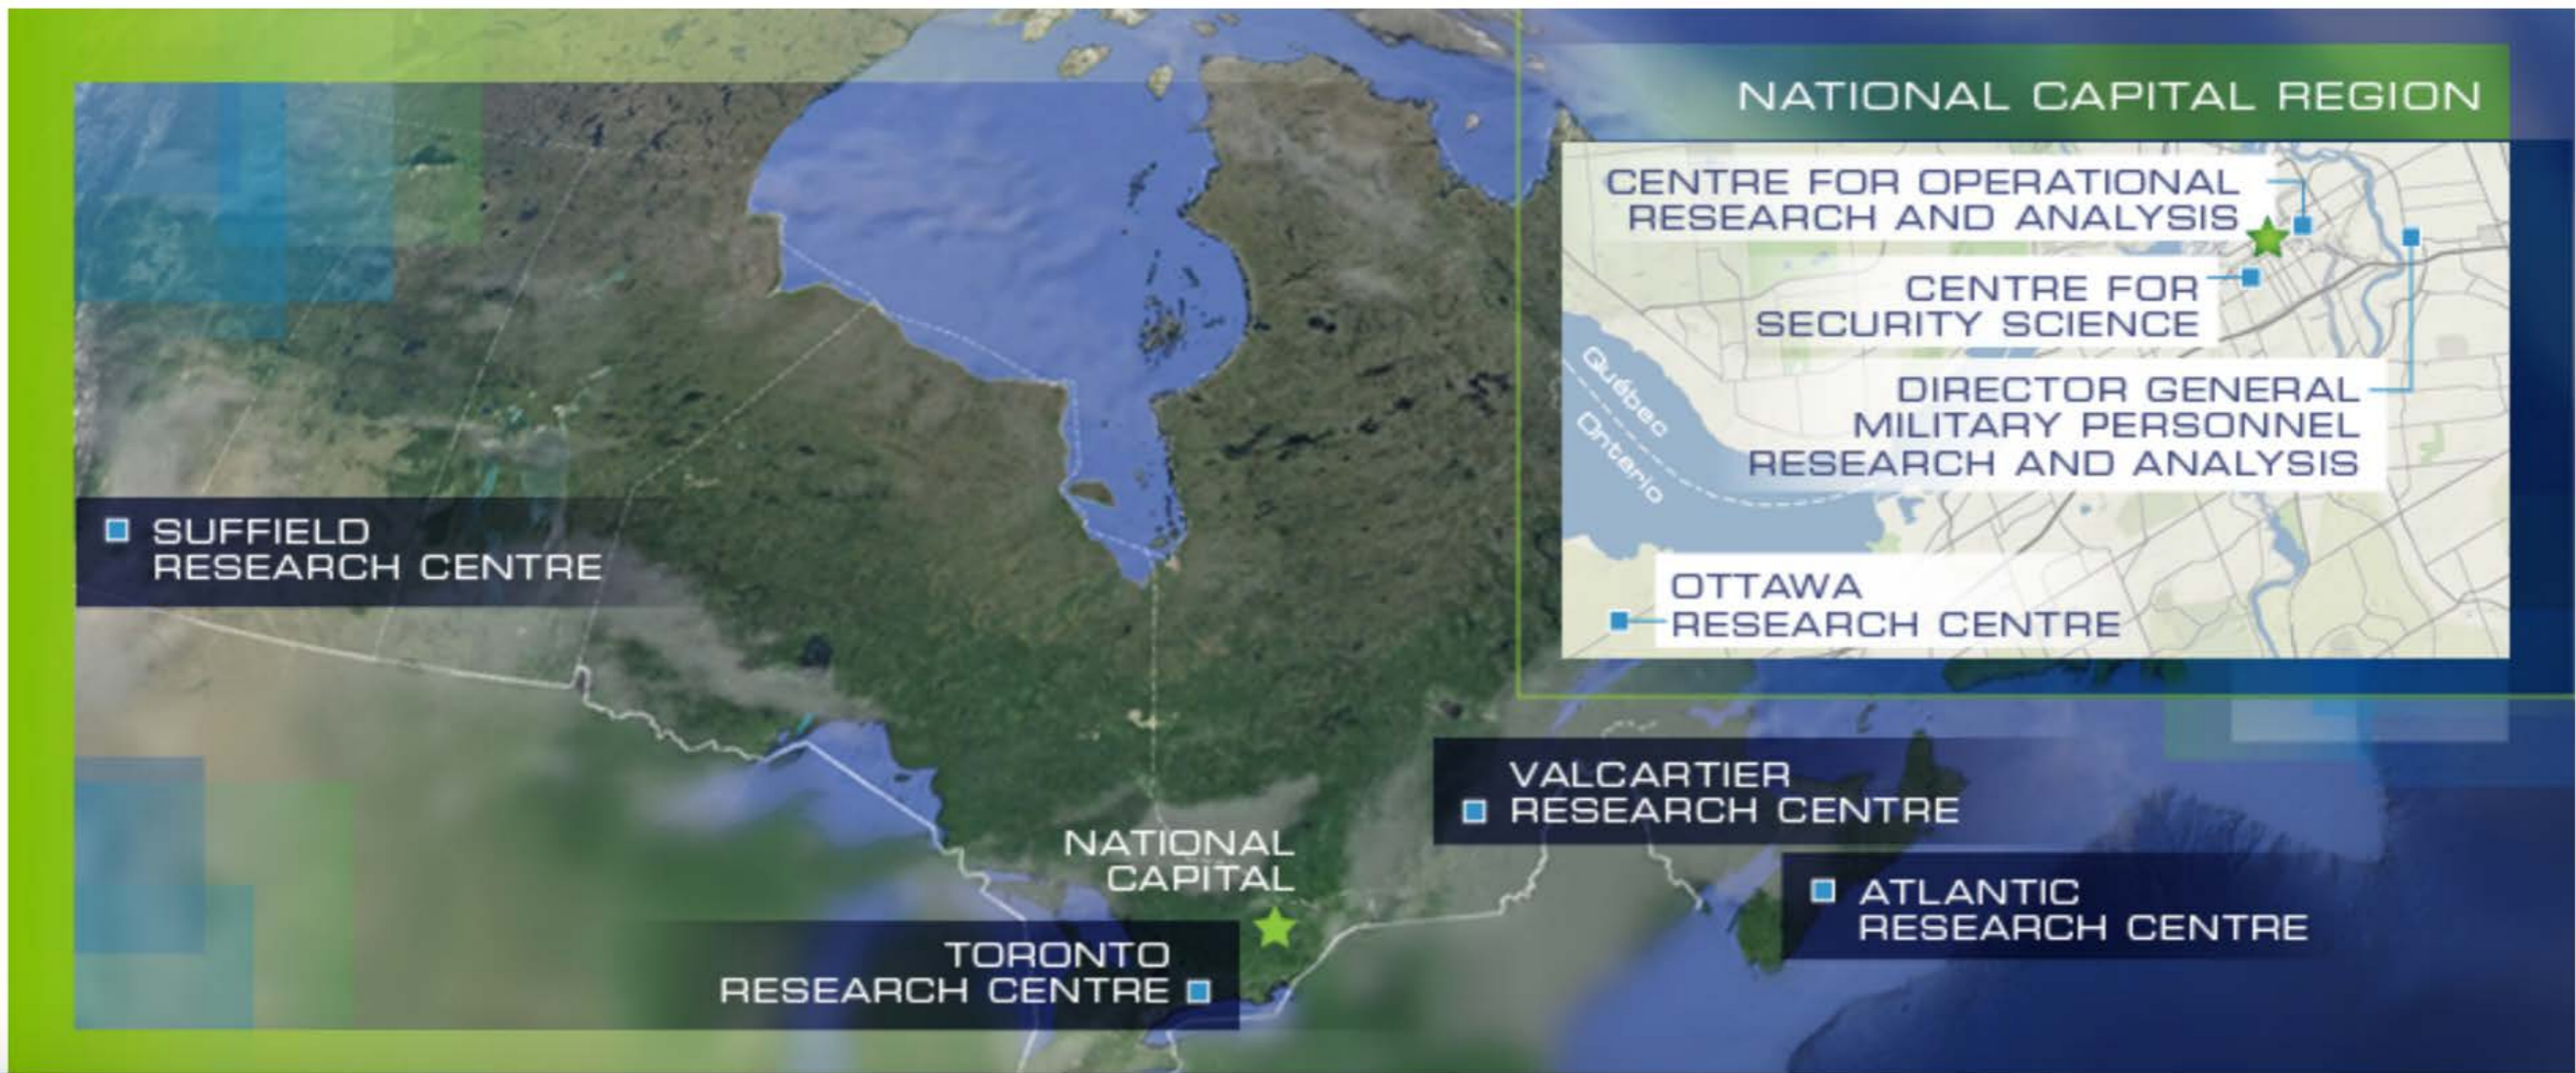 NATIONAL CAPITAL REGION
CENTRE FOR OPERATIONAL
RESEARCH AND ANALYSIS
CENTRE FOR
SECURITY SCIENCE
DIRECTOR GENERAL
MILITARY PERSONNEL
RESEARCH AND ANALYSIS
Québec
Ontario
OTTAWA
RESEARCH CENTRE
SUFFIELD
RESEARCH CENTRE
VALCARTIER
RESEARCH CENTRE
NATIONAL
CAPITAL
ATLANTIC
RESEARCH CENTRE
TORONTO
RESEARCH CENTRE